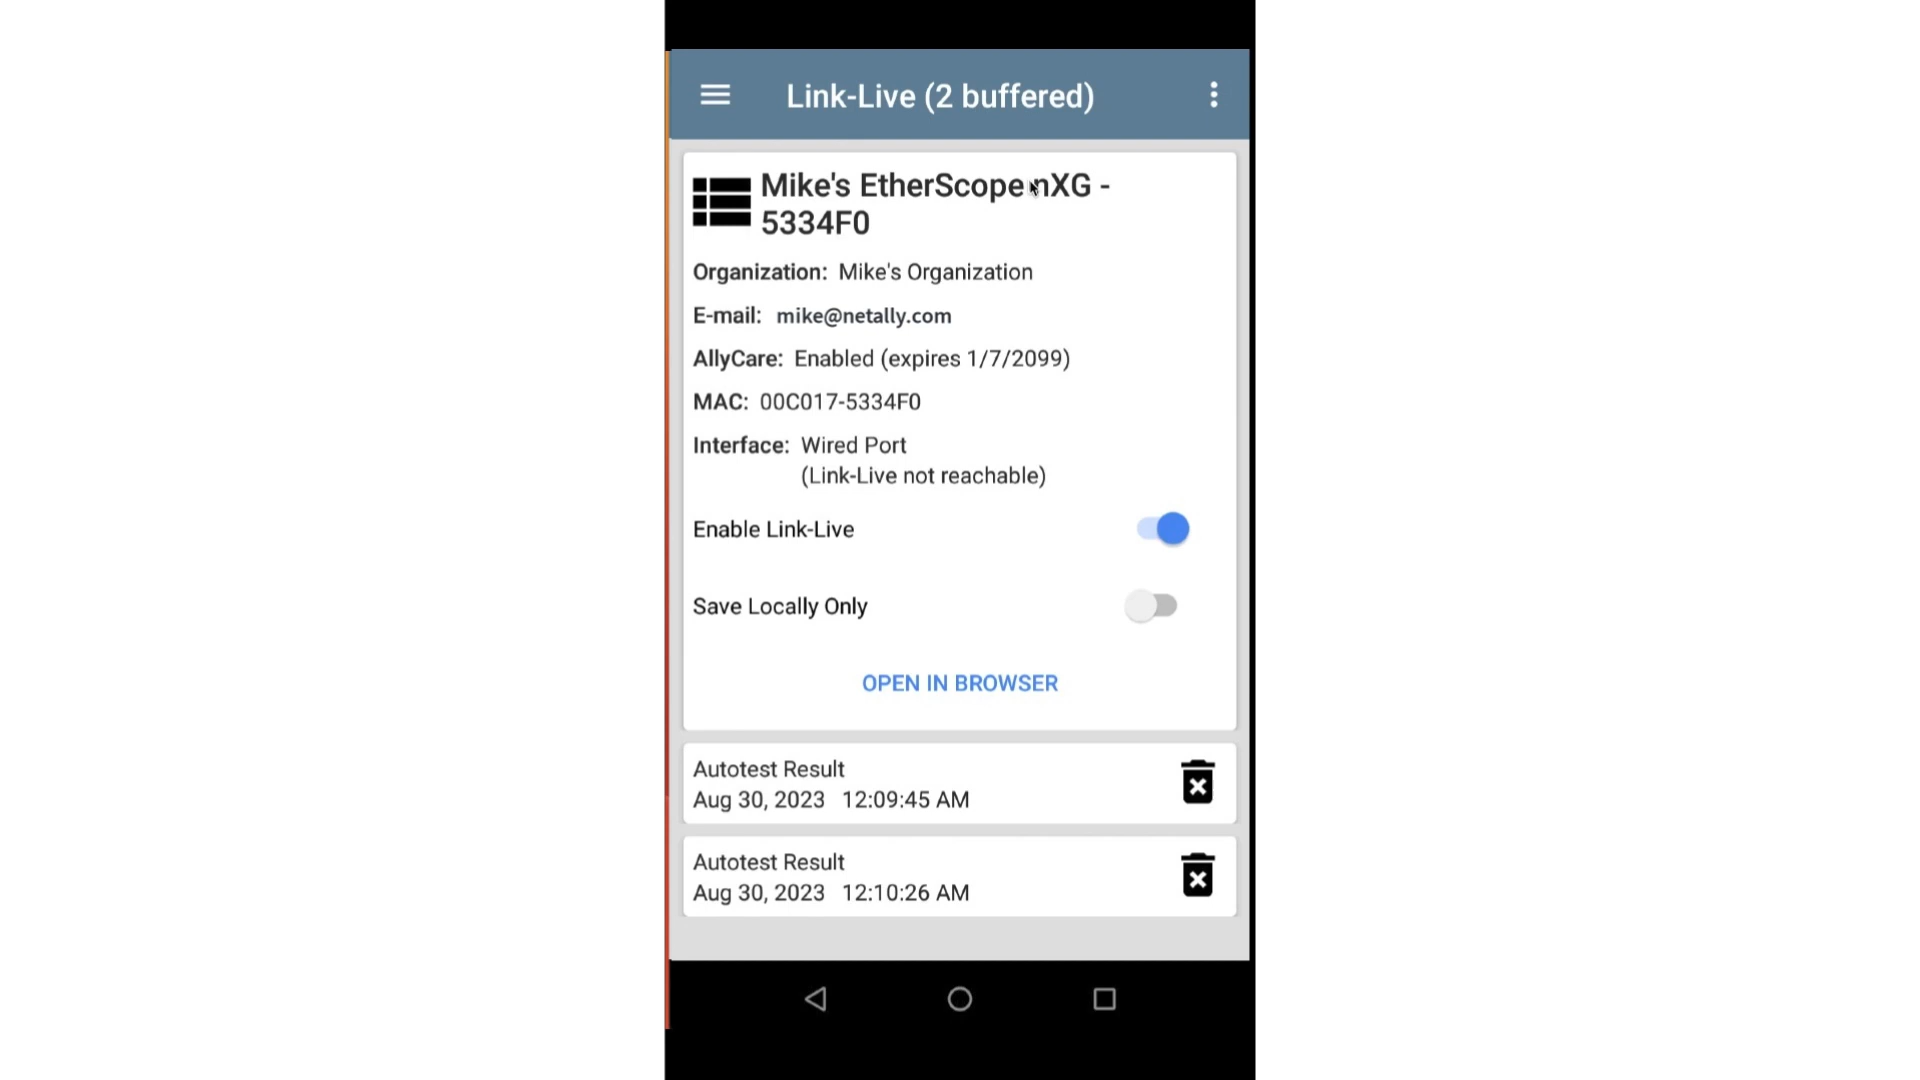 Link-Live (2 buffered)
Mike's EtherScope nXG -
5334F0
Organization: Mike's Organization
E-mail: mike@netally.com
AllyCare: Enabled (expires 1/7/2099)
MAC: 00C017-5334F0
Interface: Wired Port
(Link-Live not reachable)
Enable Link-Live
Save Locally Only
OPEN IN BROWSER
Autotest Result
Aug 30, 2023 12:09:45 AM
Autotest Result
Aug 30, 2023 12:10:26 AM